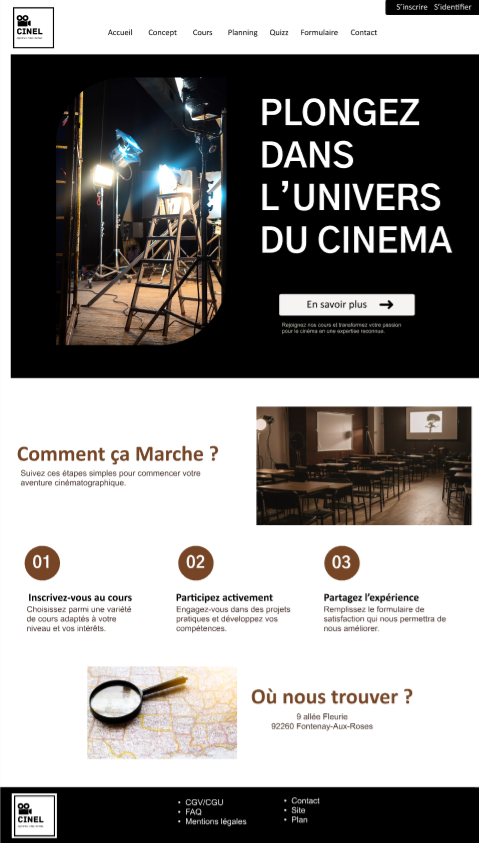 S'inscrire S'identifier
CINEL
Accueil Concept Cours Planning Quizz Formulaire Contact
PLONGEZ
DANS
L'UNIVERS
DU CINEMA
En savoir plus
Rejoignez nos cours et transformez votre passion
pour le cinéma en une expertise reconnue.
Comment ça Marche ?
Suivez ces étapes simples pour commencer votre
aventure cinématographique.
01
Inscrivez-vous au cours
Choisissez parmi une variété
de cours adaptés à votre
niveau et vos intérêts.
02
Participez activement
Engagez-vous dans des projets
pratiques et développez vos
compétences.
03
Partagez l'expérience
Remplissez le formulaire de
satisfaction qui nous permettra de
nous améliorer.
Où nous trouver ?
9 allée Fleurie
92260 Fontenay-Aux-Roses
CINEL
• CGV/CGU
• FAQ
• Mentions légales
• Contact
• Site
• Plan